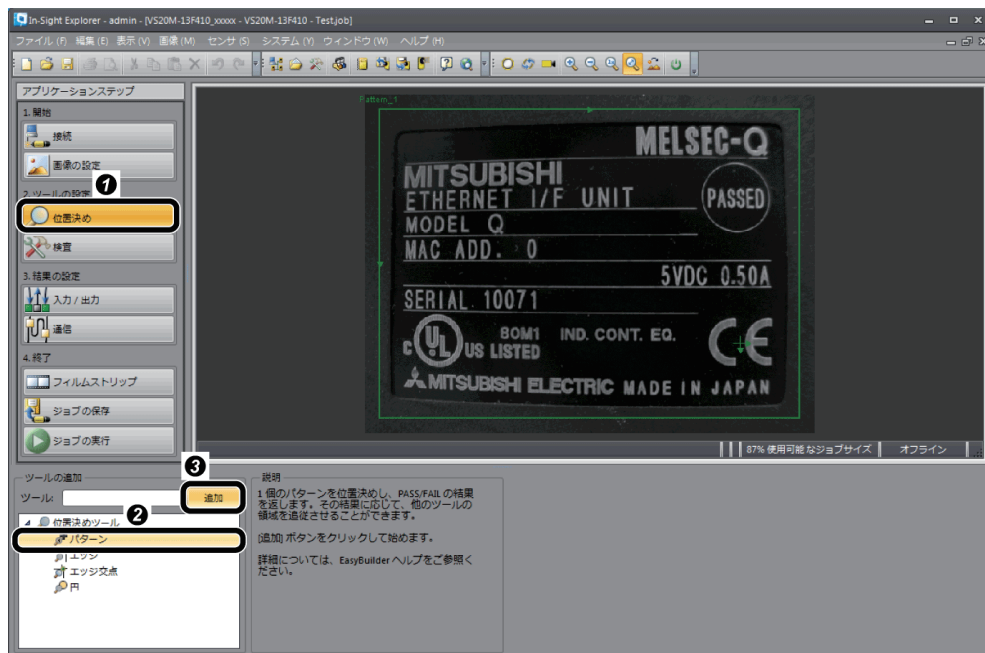 In-Sight Explorer - admin - [VS20M-13F410_xxxxx - VS20M-13F410 - Test.job]
ファイル (F) 編集 (E) 表示 (V) 画像 (M) センサ (S) システム (Y) ウィンドウ (W) ヘルプ (H)
アプリケーションステップ
1. 開始
接続
画像の設定
2. ツールの設定
1
位置決め
検査
3. 結果の設定
入力 / 出力
通信
4. 終了
フィルムストリップ
ジョブの保存
ジョブの実行
Pattern_1
MELSEC-Q
MITSUBISHI
ETHERNET I/F UNIT
PASSED
MODEL Q
MAC ADD. 0
5VDC 0.50A
SERIAL 10071
C UL US LISTED
80M1 IND. CONT. EQ.
CE
MITSUBISHI ELECTRIC MADE IN JAPAN
87% 使用可能なジョブサイズ
オフライン
ツールの追加
3
ツール:
追加
2
位置決めツール
パターン
エッジ
エッジ交点
円
説明
1 個のパターンを位置決めし、PASS/FAIL の結果
を返します。その結果に応じて、他のツールの
領域を追従させることができます。
[追加] ボタンをクリックして始めます。
詳細については、EasyBuilder ヘルプをご参照く
ださい。